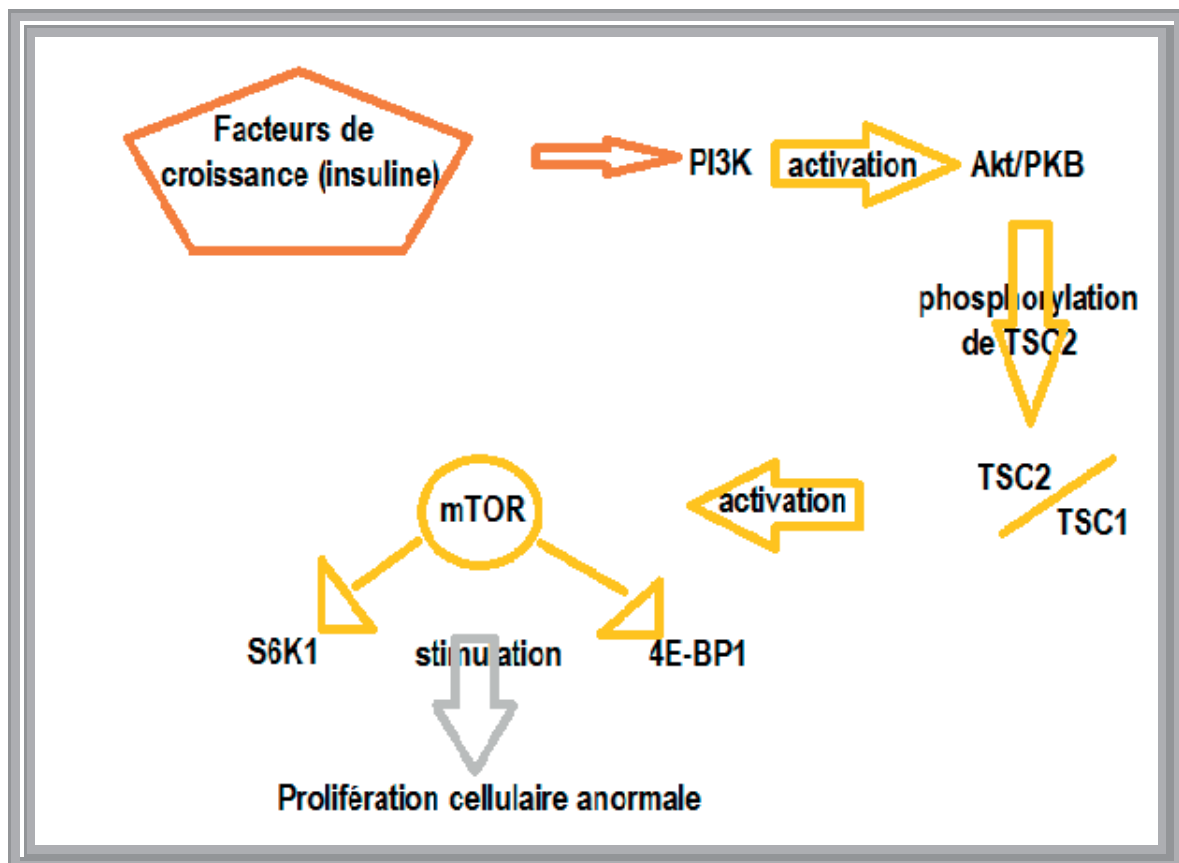 Facteurs de
croissance (insuline)
PI3K
activation
Akt/PKB
phosphorylation
de TSC2
TSC2
TSC1
activation
mTOR
S6K1
stimulation
4E-BP1
Prolifération cellulaire anormale